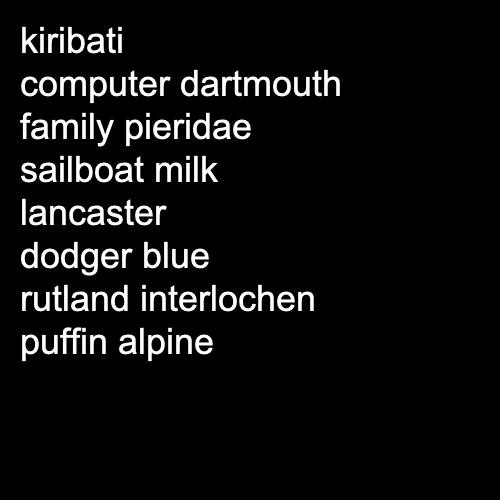 kiribati
computer dartmouth
family pieridae
sailboat milk
lancaster
dodger blue
rutland interlochen
puffin alpine